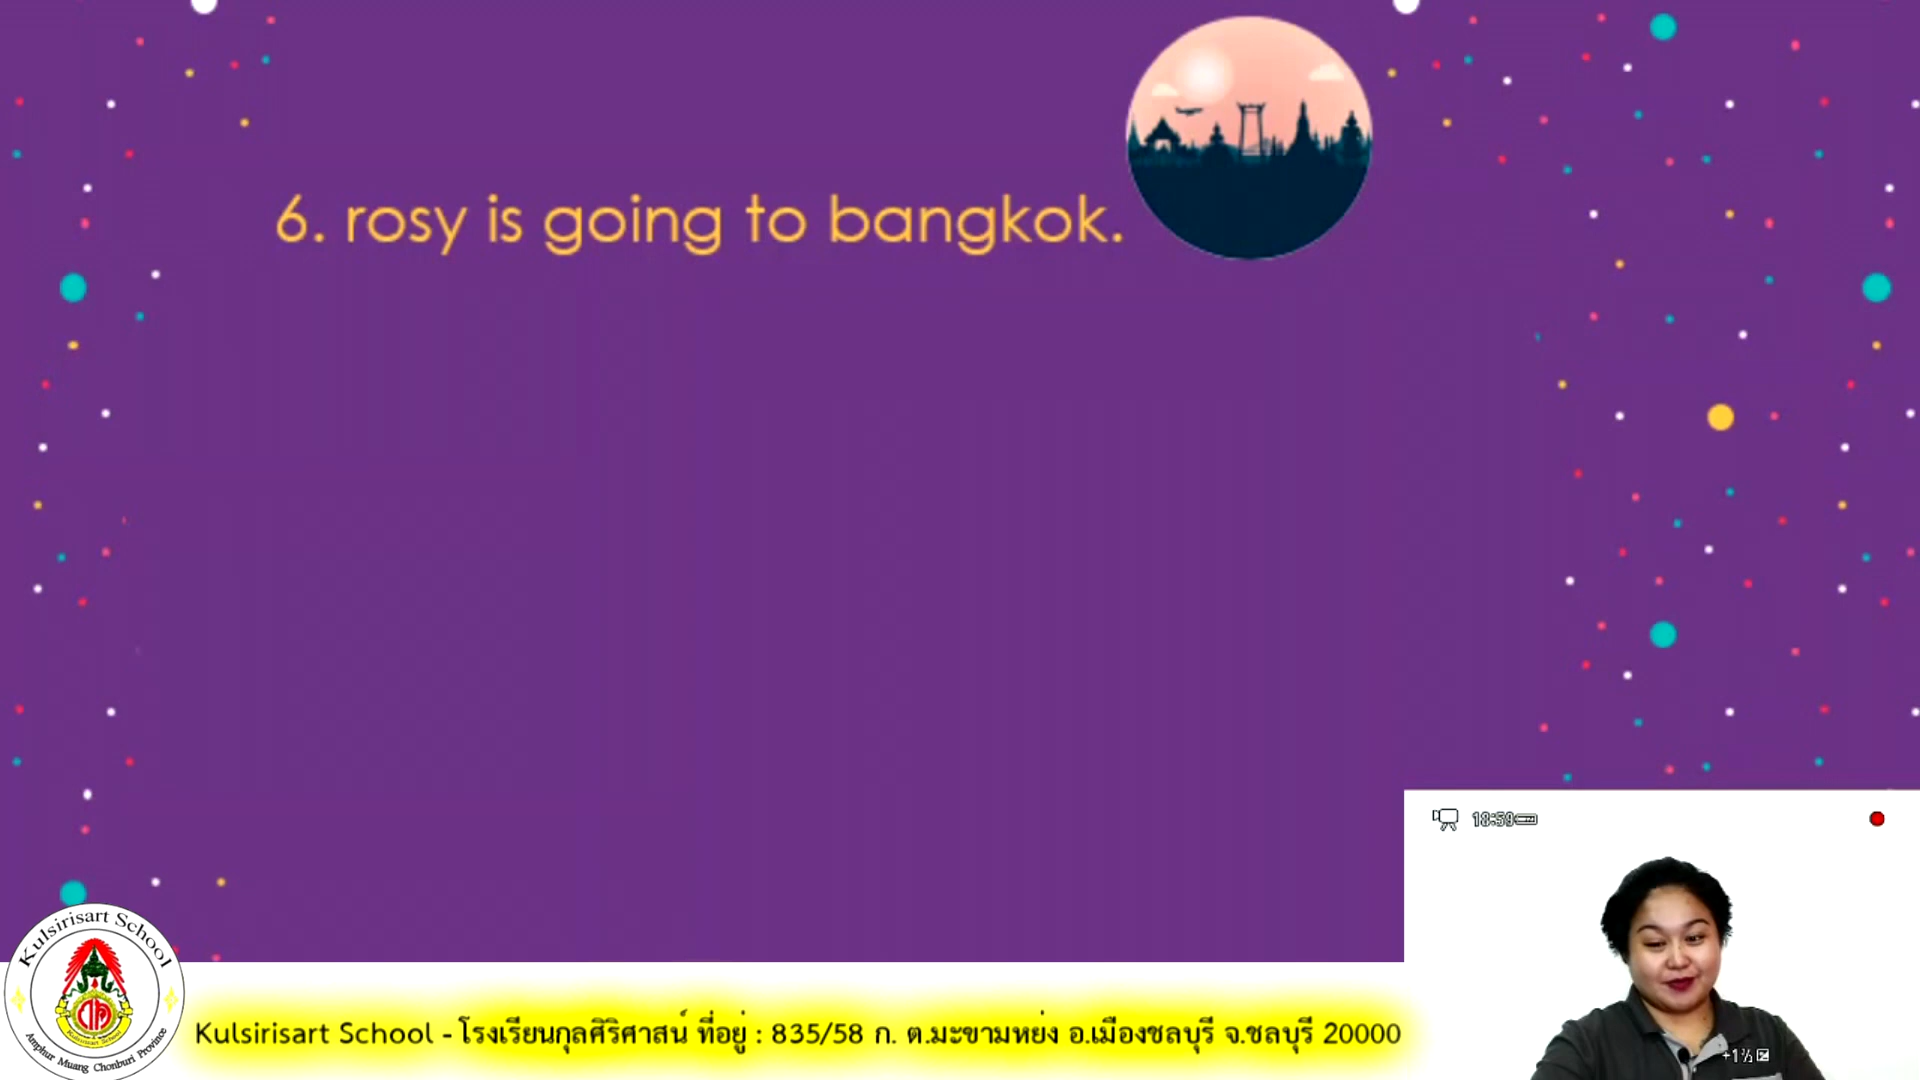 6. rosy is going to bangkok.
18:59
+1⅓
Kulsirisart School
Amphur Muang Chonburi Province
Kulsirisart School - โรงเรียนกุลศิริศาสน์ ที่อยู่ : 835/58 ก. ต.มะขามหย่ง อ.เมืองชลบุรี จ.ชลบุรี 20000